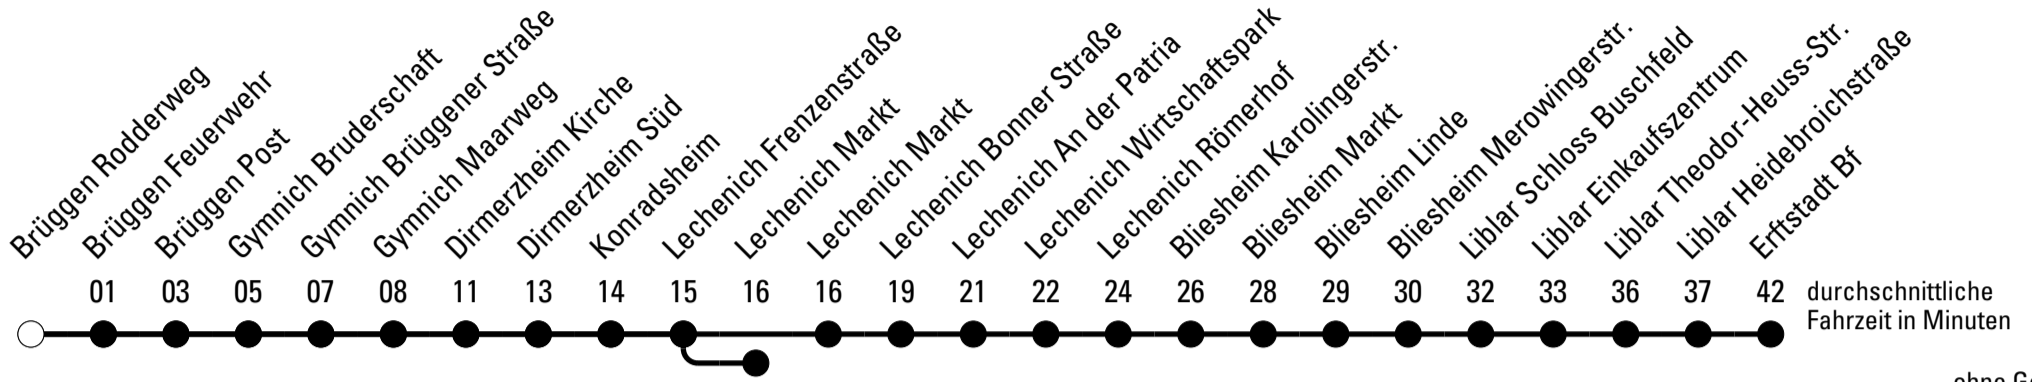 Brüggen Rodderweg
Brüggen Feuerwehr
Brüggen Post
Gymnich Bruderschaft
Gymnich Brüggener Straße
Gymnich Maarweg
Dirmerzheim Kirche
Dirmerzheim Süd
Konradsheim
Lechenich Frenzenstraße
Lechenich Markt
Lechenich Markt
Lechenich Bonner Straße
Lechenich An der Patria
Lechenich Wirtschaftspark
Lechenich Römerhof
Bliesheim Karolingerstr.
Bliesheim Markt
Bliesheim Linde
Bliesheim Merowingerstr.
Liblar Schloss Buschfeld
Liblar Einkaufszentrum
Liblar Theodor-Heuss-Str.
Liblar Heidebroichstraße
Erftstadt Bf
01 03 05 07 08 11 13 14 15 16 16 19 21 22 24 26 28 29 30 32 33 36 37 42 durchschnittliche
Fahrzeit in Minuten
ohne